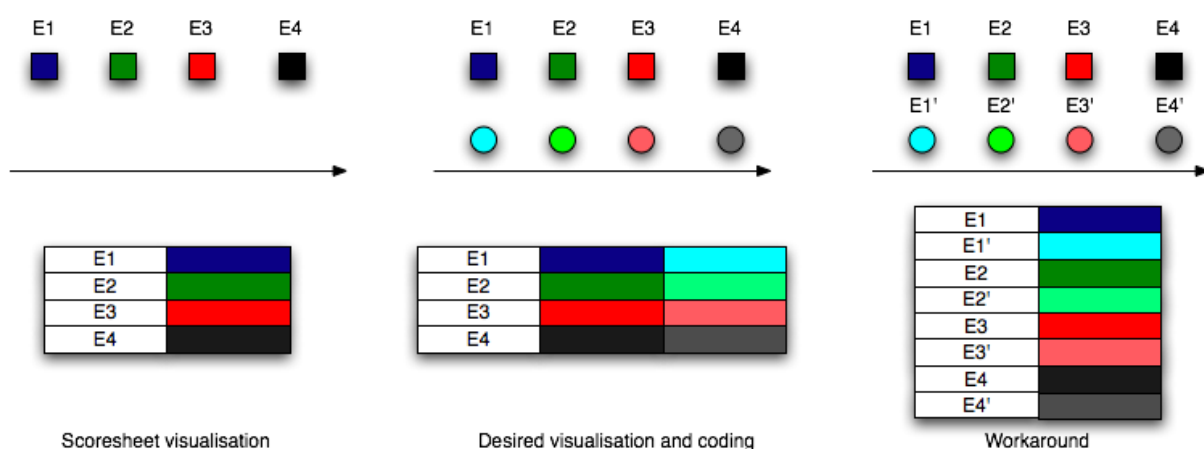 E1 E2 E3 E4
E1 E2 E3 E4
E1 E2 E3 E4
E1' E2' E3' E4'
E1
E2
E3
E4
E1
E2
E3
E4
E1
E1'
E2
E2'
E3
E3'
E4
E4'
Scoresheet visualisation
Desired visualisation and coding
Workaround